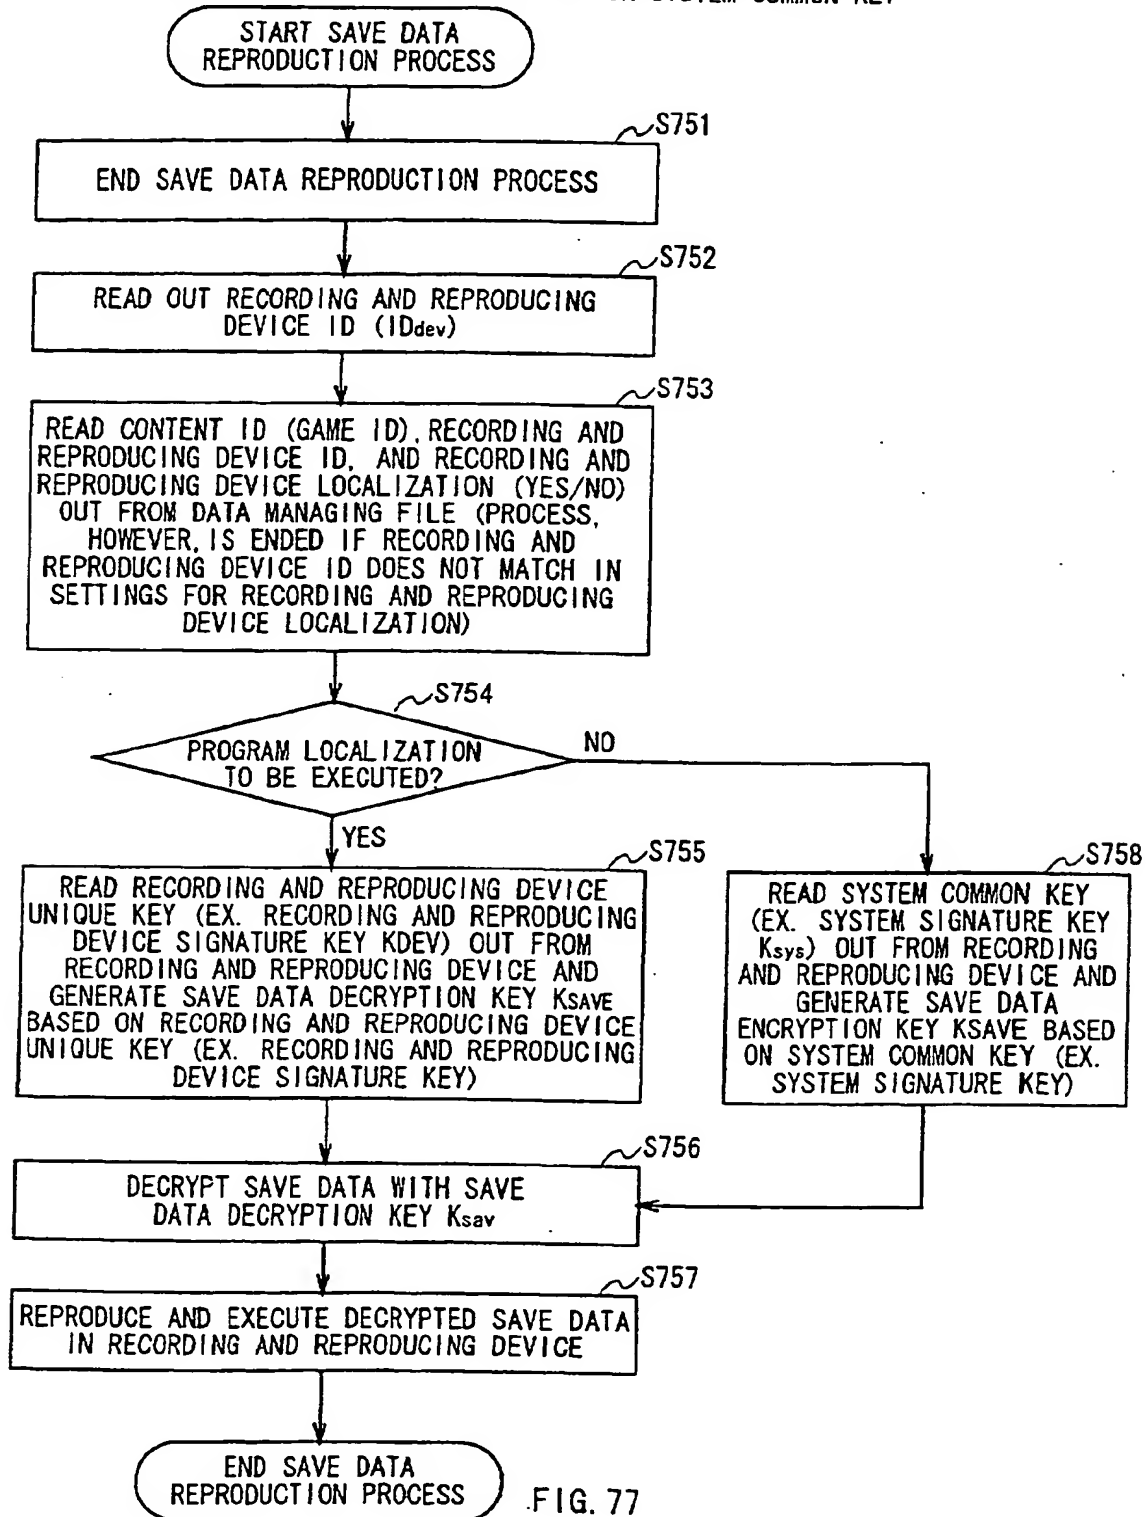 ON SYSTEM COMMON KEY
START SAVE DATA
REPRODUCTION PROCESS
S751
END SAVE DATA REPRODUCTION PROCESS
S752
READ OUT RECORDING AND REPRODUCING
DEVICE ID (IDdev)
S753
READ CONTENT ID (GAME ID), RECORDING AND
REPRODUCING DEVICE ID, AND RECORDING AND
REPRODUCING DEVICE LOCALIZATION (YES/NO)
OUT FROM DATA MANAGING FILE (PROCESS,
HOWEVER, IS ENDED IF RECORDING AND
REPRODUCING DEVICE ID DOES NOT MATCH IN
SETTINGS FOR RECORDING AND REPRODUCING
DEVICE LOCALIZATION)
S754
PROGRAM LOCALIZATION
TO BE EXECUTED?
NO
YES
S755
READ RECORDING AND REPRODUCING DEVICE
UNIQUE KEY (EX. RECORDING AND REPRODUCING
DEVICE SIGNATURE KEY KDEV) OUT FROM
RECORDING AND REPRODUCING DEVICE AND
GENERATE SAVE DATA DECRYPTION KEY KSAVE
BASED ON RECORDING AND REPRODUCING DEVICE
UNIQUE KEY (EX. RECORDING AND REPRODUCING
DEVICE SIGNATURE KEY)
S758
READ SYSTEM COMMON KEY
(EX. SYSTEM SIGNATURE KEY
Ksys) OUT FROM RECORDING
AND REPRODUCING DEVICE AND
GENERATE SAVE DATA
ENCRYPTION KEY KSAVE BASED
ON SYSTEM COMMON KEY (EX.
SYSTEM SIGNATURE KEY)
S756
DECRYPT SAVE DATA WITH SAVE
DATA DECRYPTION KEY Ksav
S757
REPRODUCE AND EXECUTE DECRYPTED SAVE DATA
IN RECORDING AND REPRODUCING DEVICE
END SAVE DATA
REPRODUCTION PROCESS
FIG. 77